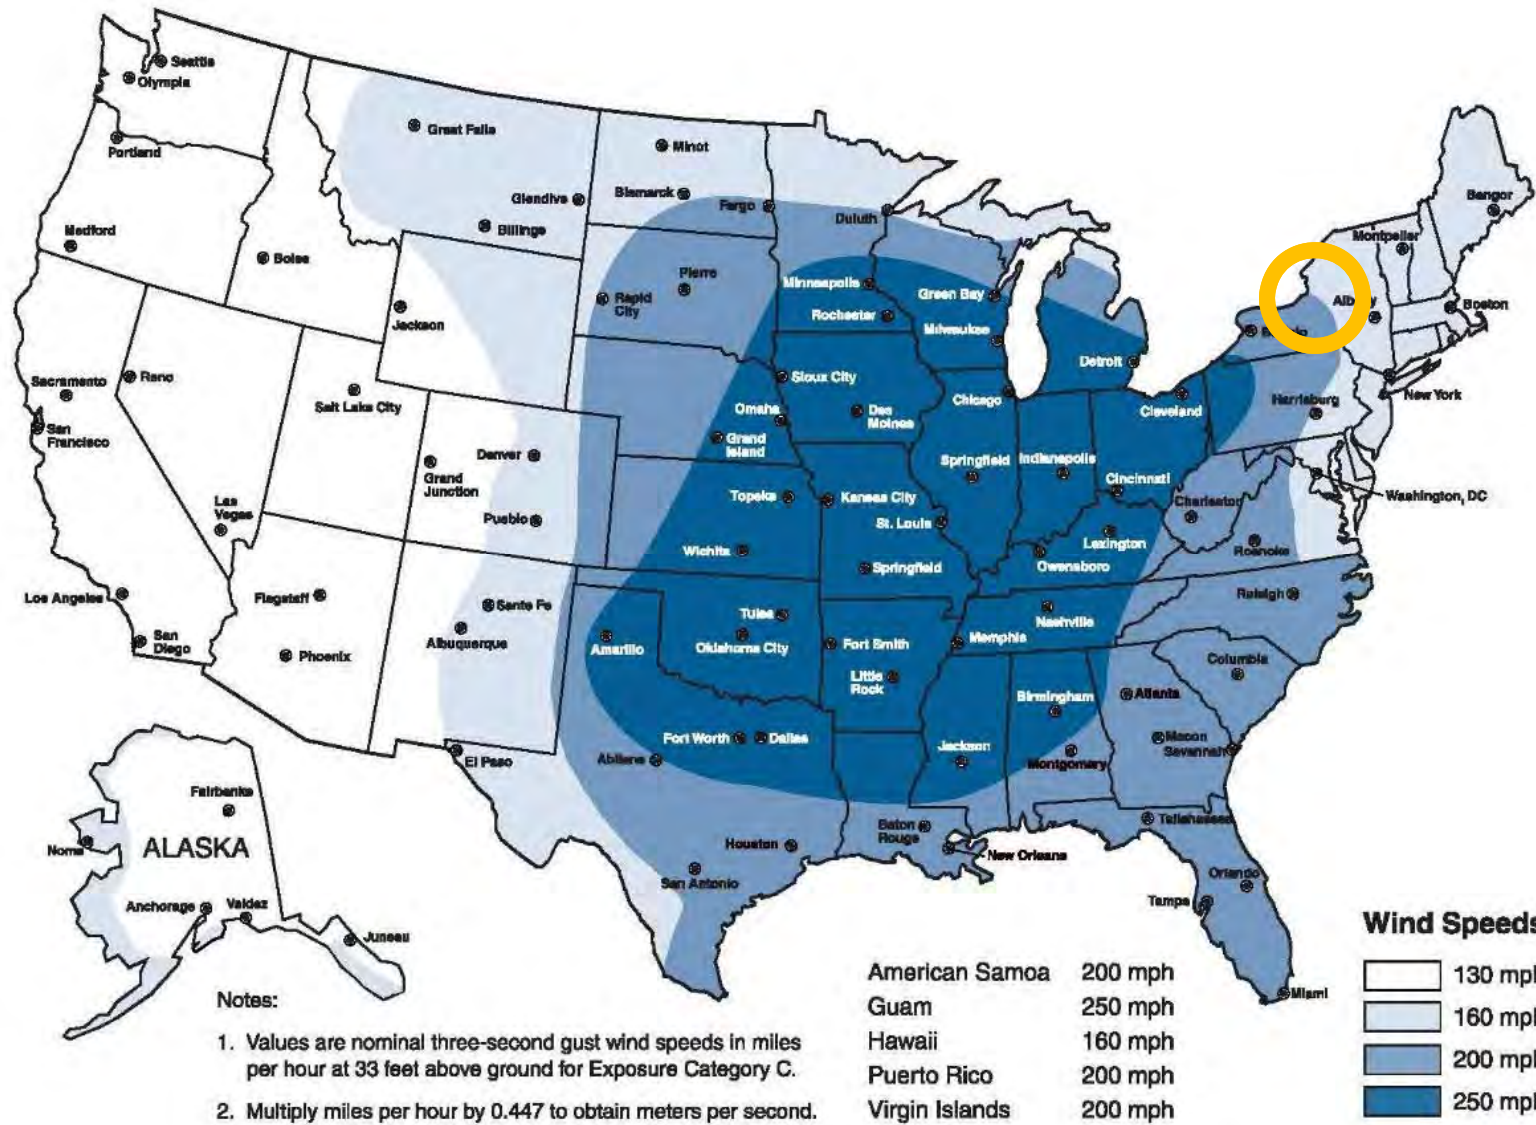 Seattle
Olympia
Portland
Medford
Boise
Great Falls
Glendive
Billings
Minot
Bismarck
Fargo
Duluth
Jackson
Rapid
City
Pierre
Minneapolis
Rochester
Green Bay
Milwaukee
Detroit
Montpelier
Bangor
Boston
New York
Sacramento
San
Francisco
Reno
Salt Lake City
Las
Vegas
Los Angeles
San
Diego
Grand
Junction
Denver
Pueblo
Sioux City
Omaha
Grand
Island
Des
Moines
Chicago
Cleveland
Harrisburg
Springfield
Indianapolis
Cincinnati
Charleston
Washington, DC
Topeka
Kansas City
St. Louis
Wichita
Springfield
Owensboro
Lexington
Roanoke
Raleigh
Flagstaff
Phoenix
Sante Fe
Albuquerque
Amarillo
Tulsa
Oklahoma City
Fort Smith
Little
Rock
Memphis
Nashville
Columbia
Atlanta
Macon
Savannah
Birmingham
Montgomery
Jackson
El Paso
Abilene
Fort Worth
Dallas
Houston
San Antonio
Baton
Rouge
New Orleans
Tallahassee
Orlando
Tampa
Miami
Fairbanks
Nome
ALASKA
Anchorage
Valdez
Juneau
Notes:
1. Values are nominal three-second gust wind speeds in miles
per hour at 33 feet above ground for Exposure Category C.
2. Multiply miles per hour by 0.447 to obtain meters per second.
American Samoa 200 mph
Guam 250 mph
Hawaii 160 mph
Puerto Rico 200 mph
Virgin Islands 200 mph
Wind Speeds
130 mph
160 mph
200 mph
250 mph